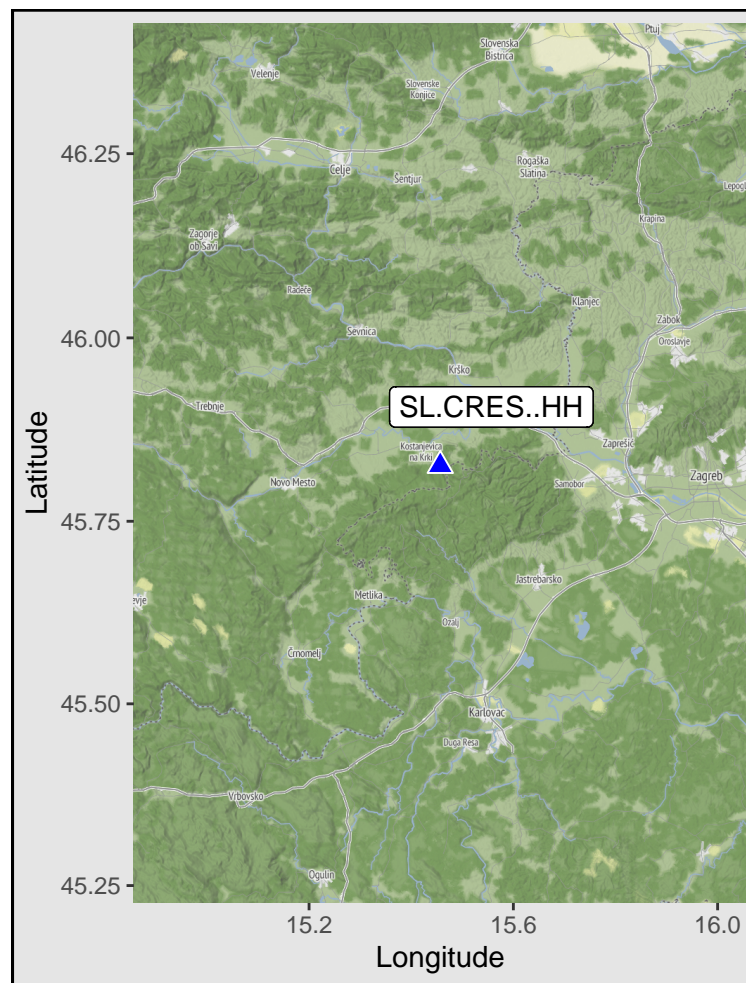 Ptuj
Slovenska
Bistrica
Velenje
Slovenske
Konjice
46.25
Celje
Rogaška
Slatina
Šentjur
Lepogl
Krapina
Zagorje
ob Savi
Radeče
Klanjec
46.00
Sevnica
Zabok
Oroslavje
Krško
Trebnje
SL.CRES..HH
Kostanjevica
na Krki
Zaprešić
Novo Mesto
Samobor
Zagreb
45.75
Latitude
Jastrebarsko
Metlika
evje
Ozalj
Črnomelj
45.50
Karlovac
Duga Resa
Vrbovsko
Ogulin
45.25
15.2
15.6
16.0
Longitude